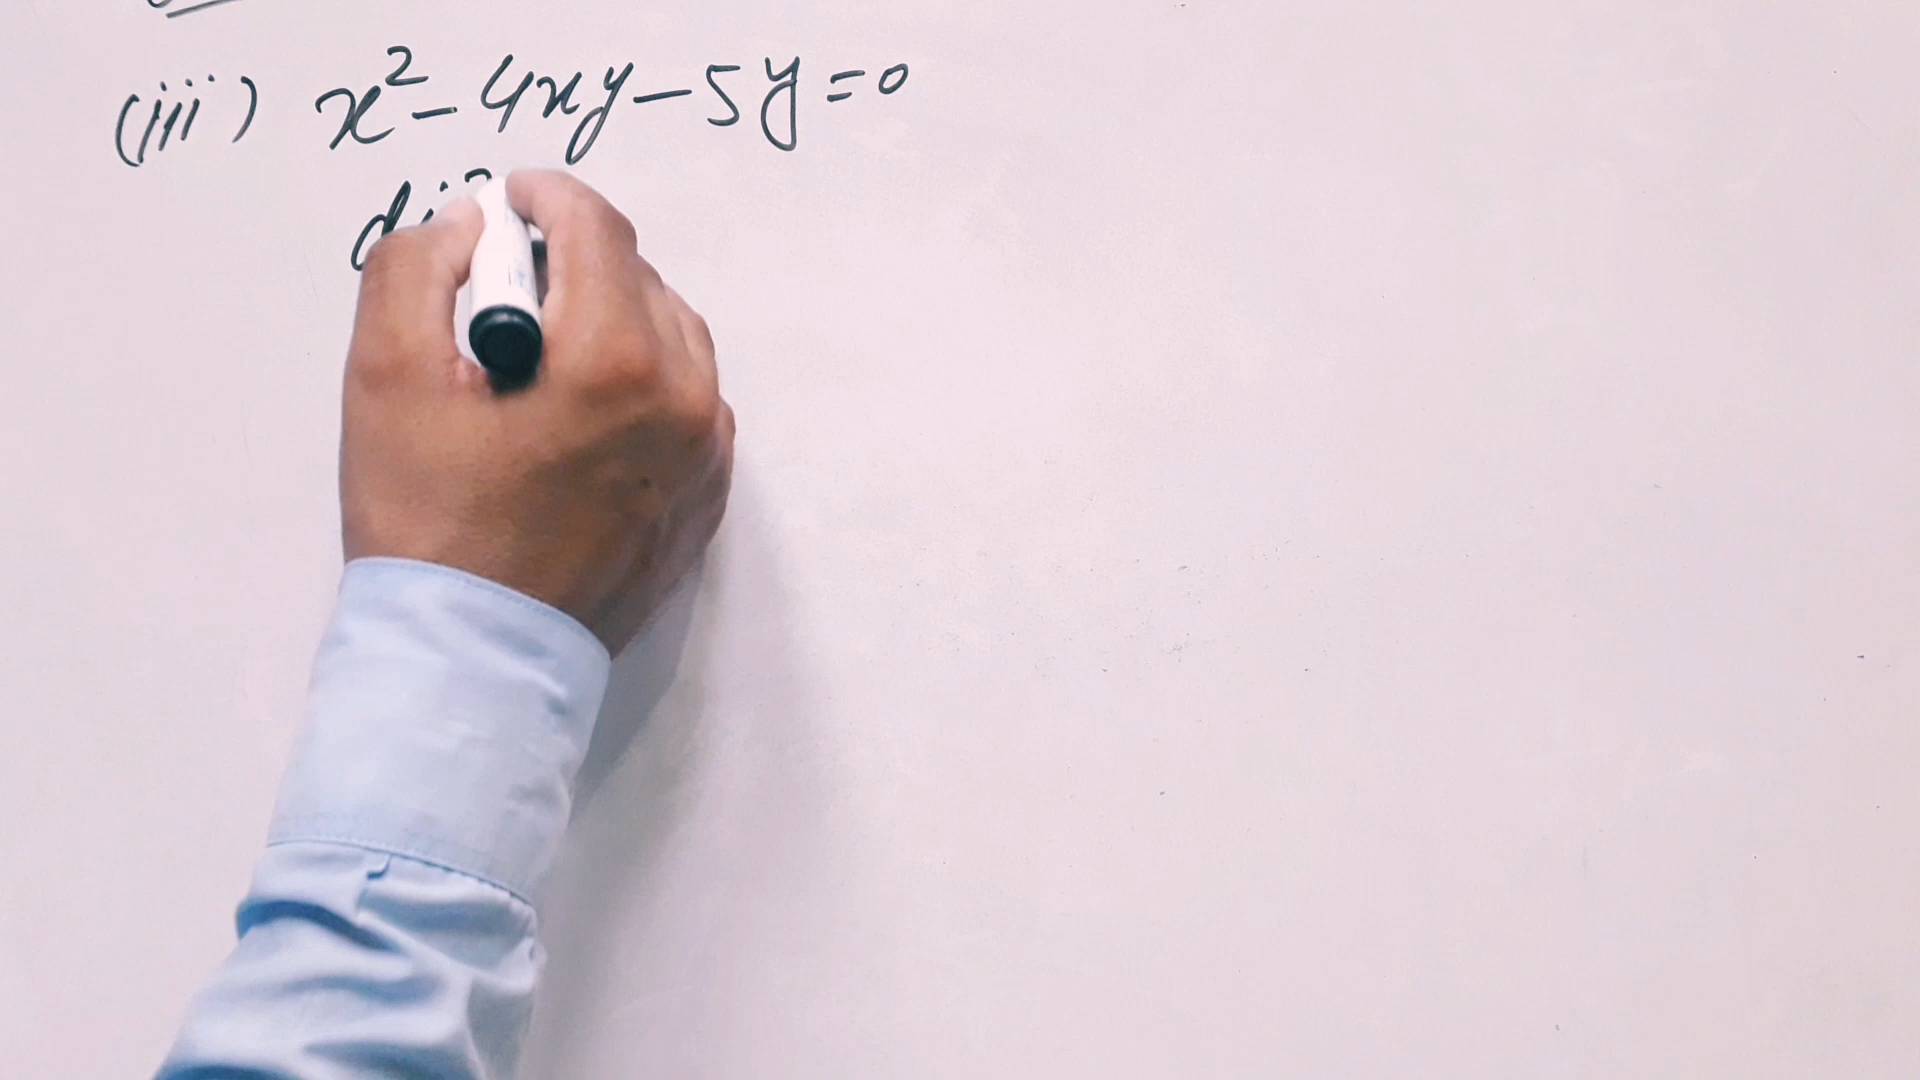 (iii) x² - 4xy - 5y = 0